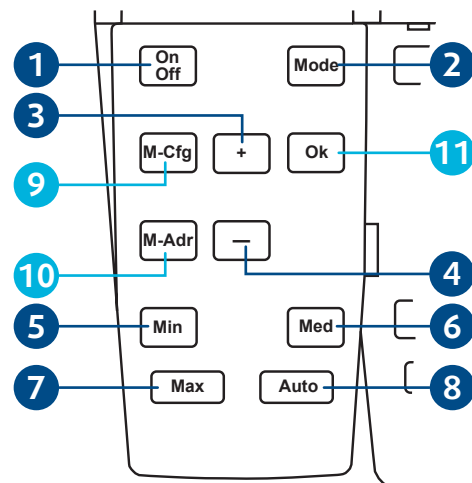 1
On
Off
Mode
2
3
M-Cfg
+
Ok
11
9
M-Adr
—
10
4
5
Min
Med
6
7
Max
Auto
8